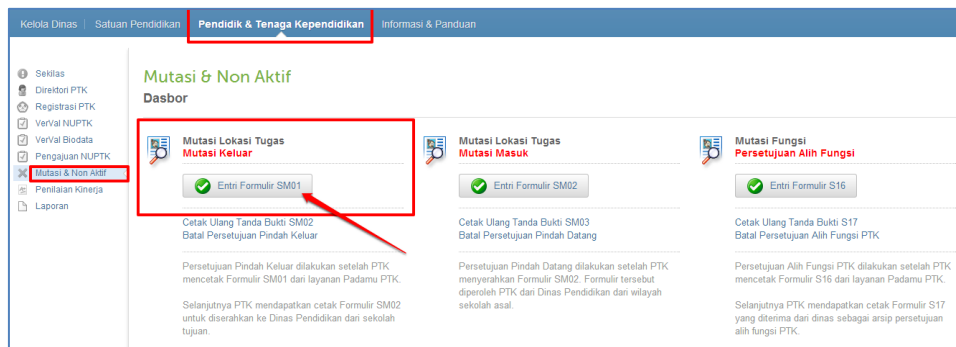 Kelola Dinas
Satuan Pendidikan
Pendidik & Tenaga Kependidikan
Informasi & Panduan
Sekilas
Direktori PTK
Registrasi PTK
VerVal NUPTK
VerVal Biodata
Pengajuan NUPTK
Mutasi & Non Aktif
Penilaian Kinerja
Laporan
Mutasi & Non Aktif
Dasbor
Mutasi Lokasi Tugas
Mutasi Keluar
Entri Formulir SM01
Cetak Ulang Tanda Bukti SM02
Batal Persetujuan Pindah Keluar
Persetujuan Pindah Keluar dilakukan setelah PTK
mencetak Formulir SM01 dari layanan Padamu PTK.
Selanjutnya PTK mendapatkan cetak Formulir SM02
untuk diserahkan ke Dinas Pendidikan dari sekolah
tujuan.
Mutasi Lokasi Tugas
Mutasi Masuk
Entri Formulir SM02
Cetak Ulang Tanda Bukti SM03
Batal Persetujuan Pindah Datang
Persetujuan Pindah Datang dilakukan setelah PTK
menyerahkan Formulir SM02. Formulir tersebut
diperoleh PTK dari Dinas Pendidikan dari wilayah
sekolah asal.
Mutasi Fungsi
Persetujuan Alih Fungsi
Entri Formulir S16
Cetak Ulang Tanda Bukti S17
Batal Persetujuan Alih Fungsi PTK
Persetujuan Alih Fungsi PTK dilakukan setelah PTK
mencetak Formulir S16 dari layanan Padamu PTK.
Selanjutnya PTK mendapatkan cetak Formulir S17
yang diterima dari dinas sebagai arsip persetujuan
alih fungsi PTK.